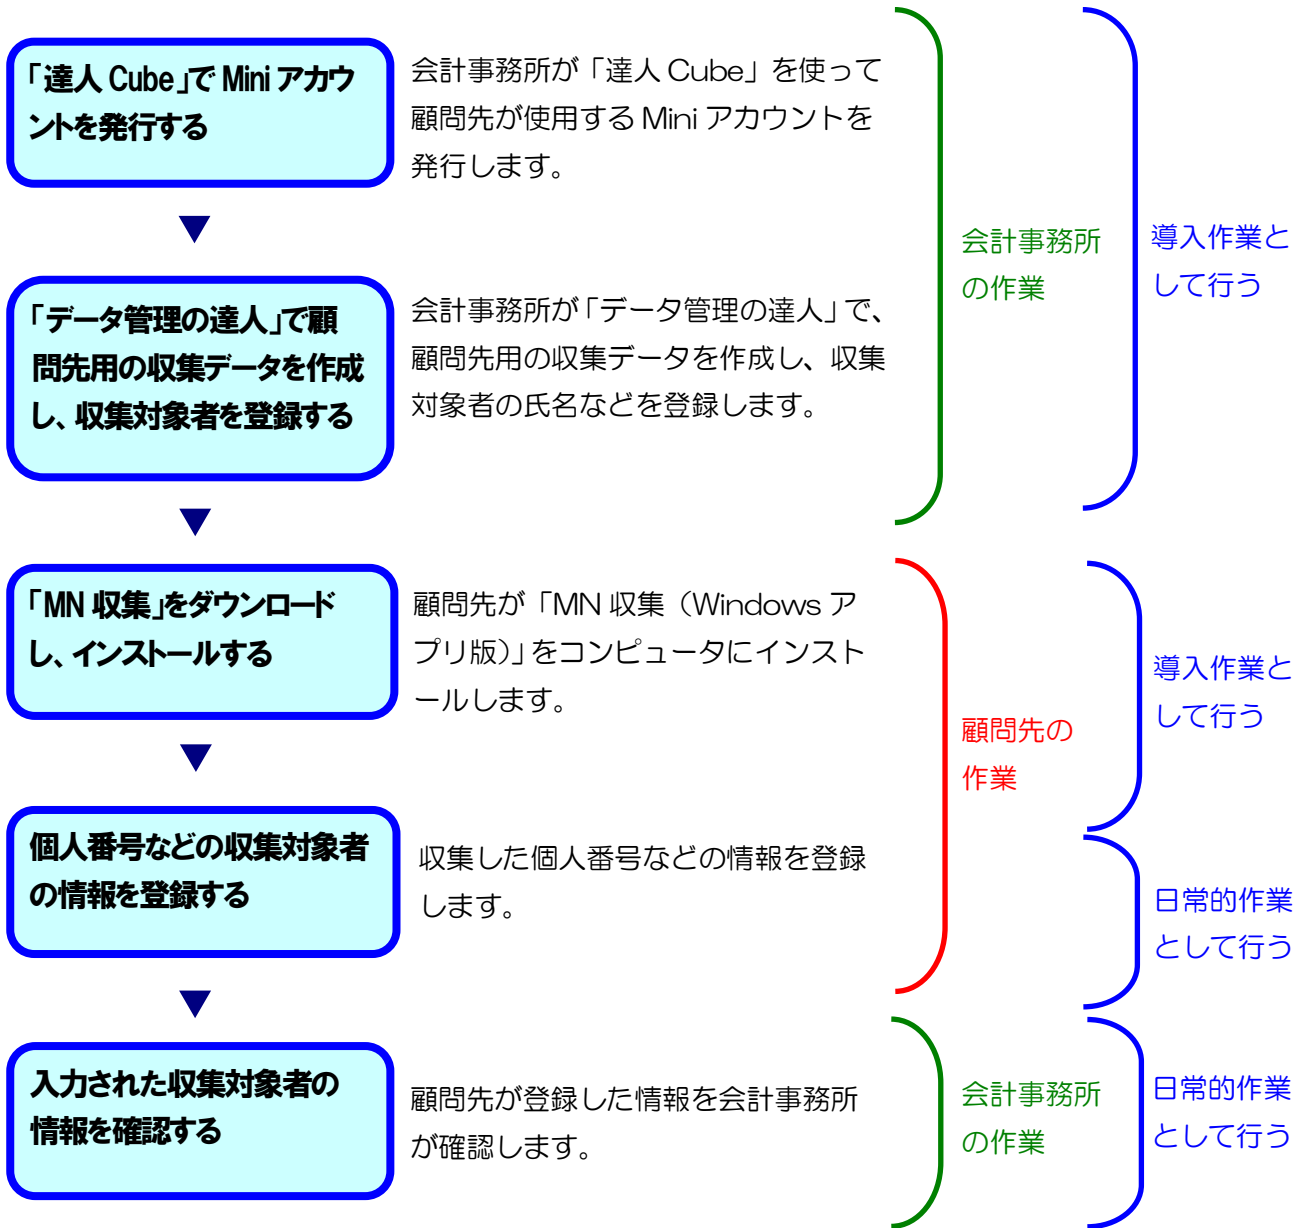 「達人 Cube」で Mini アカウ
ントを発行する
会計事務所が「達人 Cube」を使って
顧問先が使用する Mini アカウントを
発行します。
会計事務所
の作業
導入作業と
して行う
「データ管理の達人」で顧
問先用の収集データを作成
し、収集対象者を登録する
会計事務所が「データ管理の達人」で、
顧問先用の収集データを作成し、収集
対象者の氏名などを登録します。
「MN 収集」をダウンロード
し、インストールする
顧問先が「MN 収集（Windows ア
プリ版）」をコンピュータにインスト
ールします。
顧問先の
作業
導入作業と
して行う
個人番号などの収集対象者
の情報を登録する
収集した個人番号などの情報を登録
します。
日常的作業
として行う
入力された収集対象者の
情報を確認する
顧問先が登録した情報を会計事務所
が確認します。
会計事務所
の作業
日常的作業
として行う